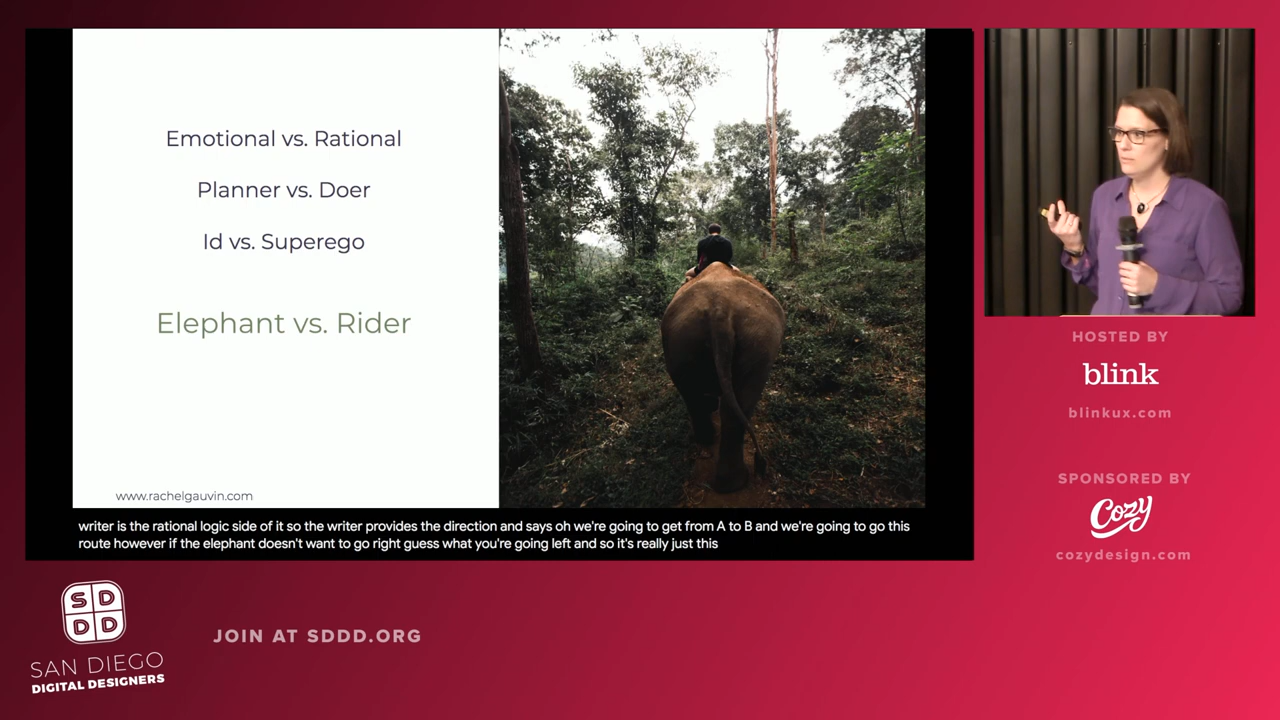 Emotional vs. Rational
Planner vs. Doer
Id vs. Superego
Elephant vs. Rider
www.rachelgauvin.com
writer is the rational logic side of it so the writer provides the direction and says oh we're going to get from A to B and we're going to go this
route however if the elephant doesn't want to go right guess what you're going left and so it's really just this
HOSTED BY
blink
blinkux.com
SPONSORED BY
Cozy
cozydesign.com
SD
DD
SAN DIEGO
DIGITAL DESIGNERS
JOIN AT SDDD.ORG